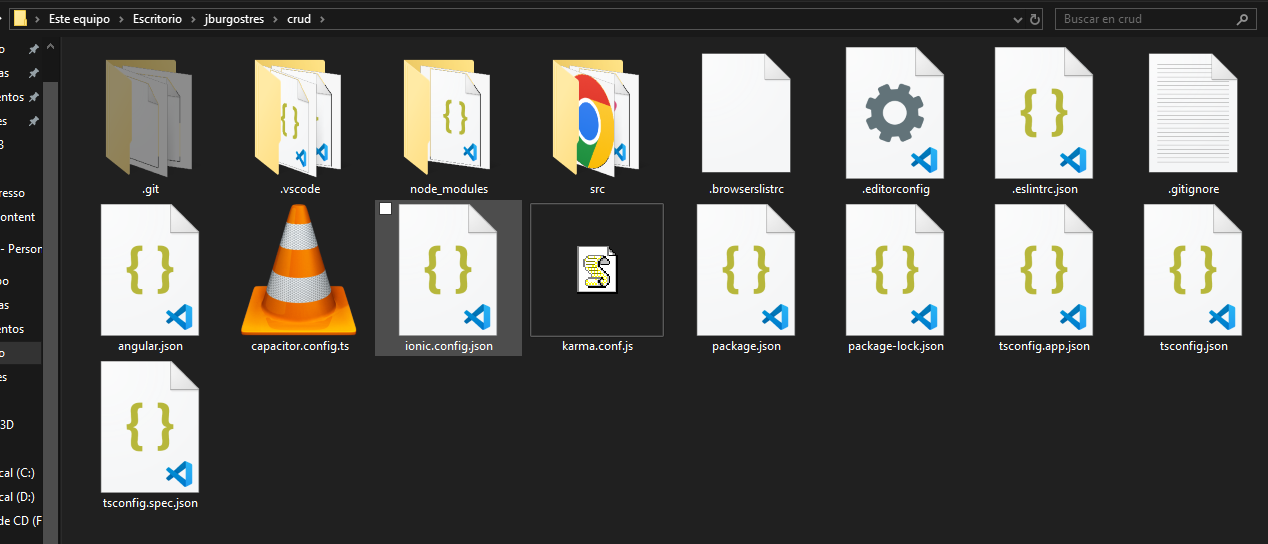 Este equipo > Escritorio > jburgostres > crud >
Buscar en crud
o
as
entos
es
3
resso
ontent
- Person
po
as
entos
o
es
3D
cal (C:)
cal (D:)
de CD (F
.git
.vscode
node_modules
src
.browserslistrc
.editorconfig
.eslintrc.json
.gitignore
angular.json
capacitor.config.ts
ionic.config.json
karma.conf.js
package.json
package-lock.json
tsconfig.app.json
tsconfig.json
tsconfig.spec.json